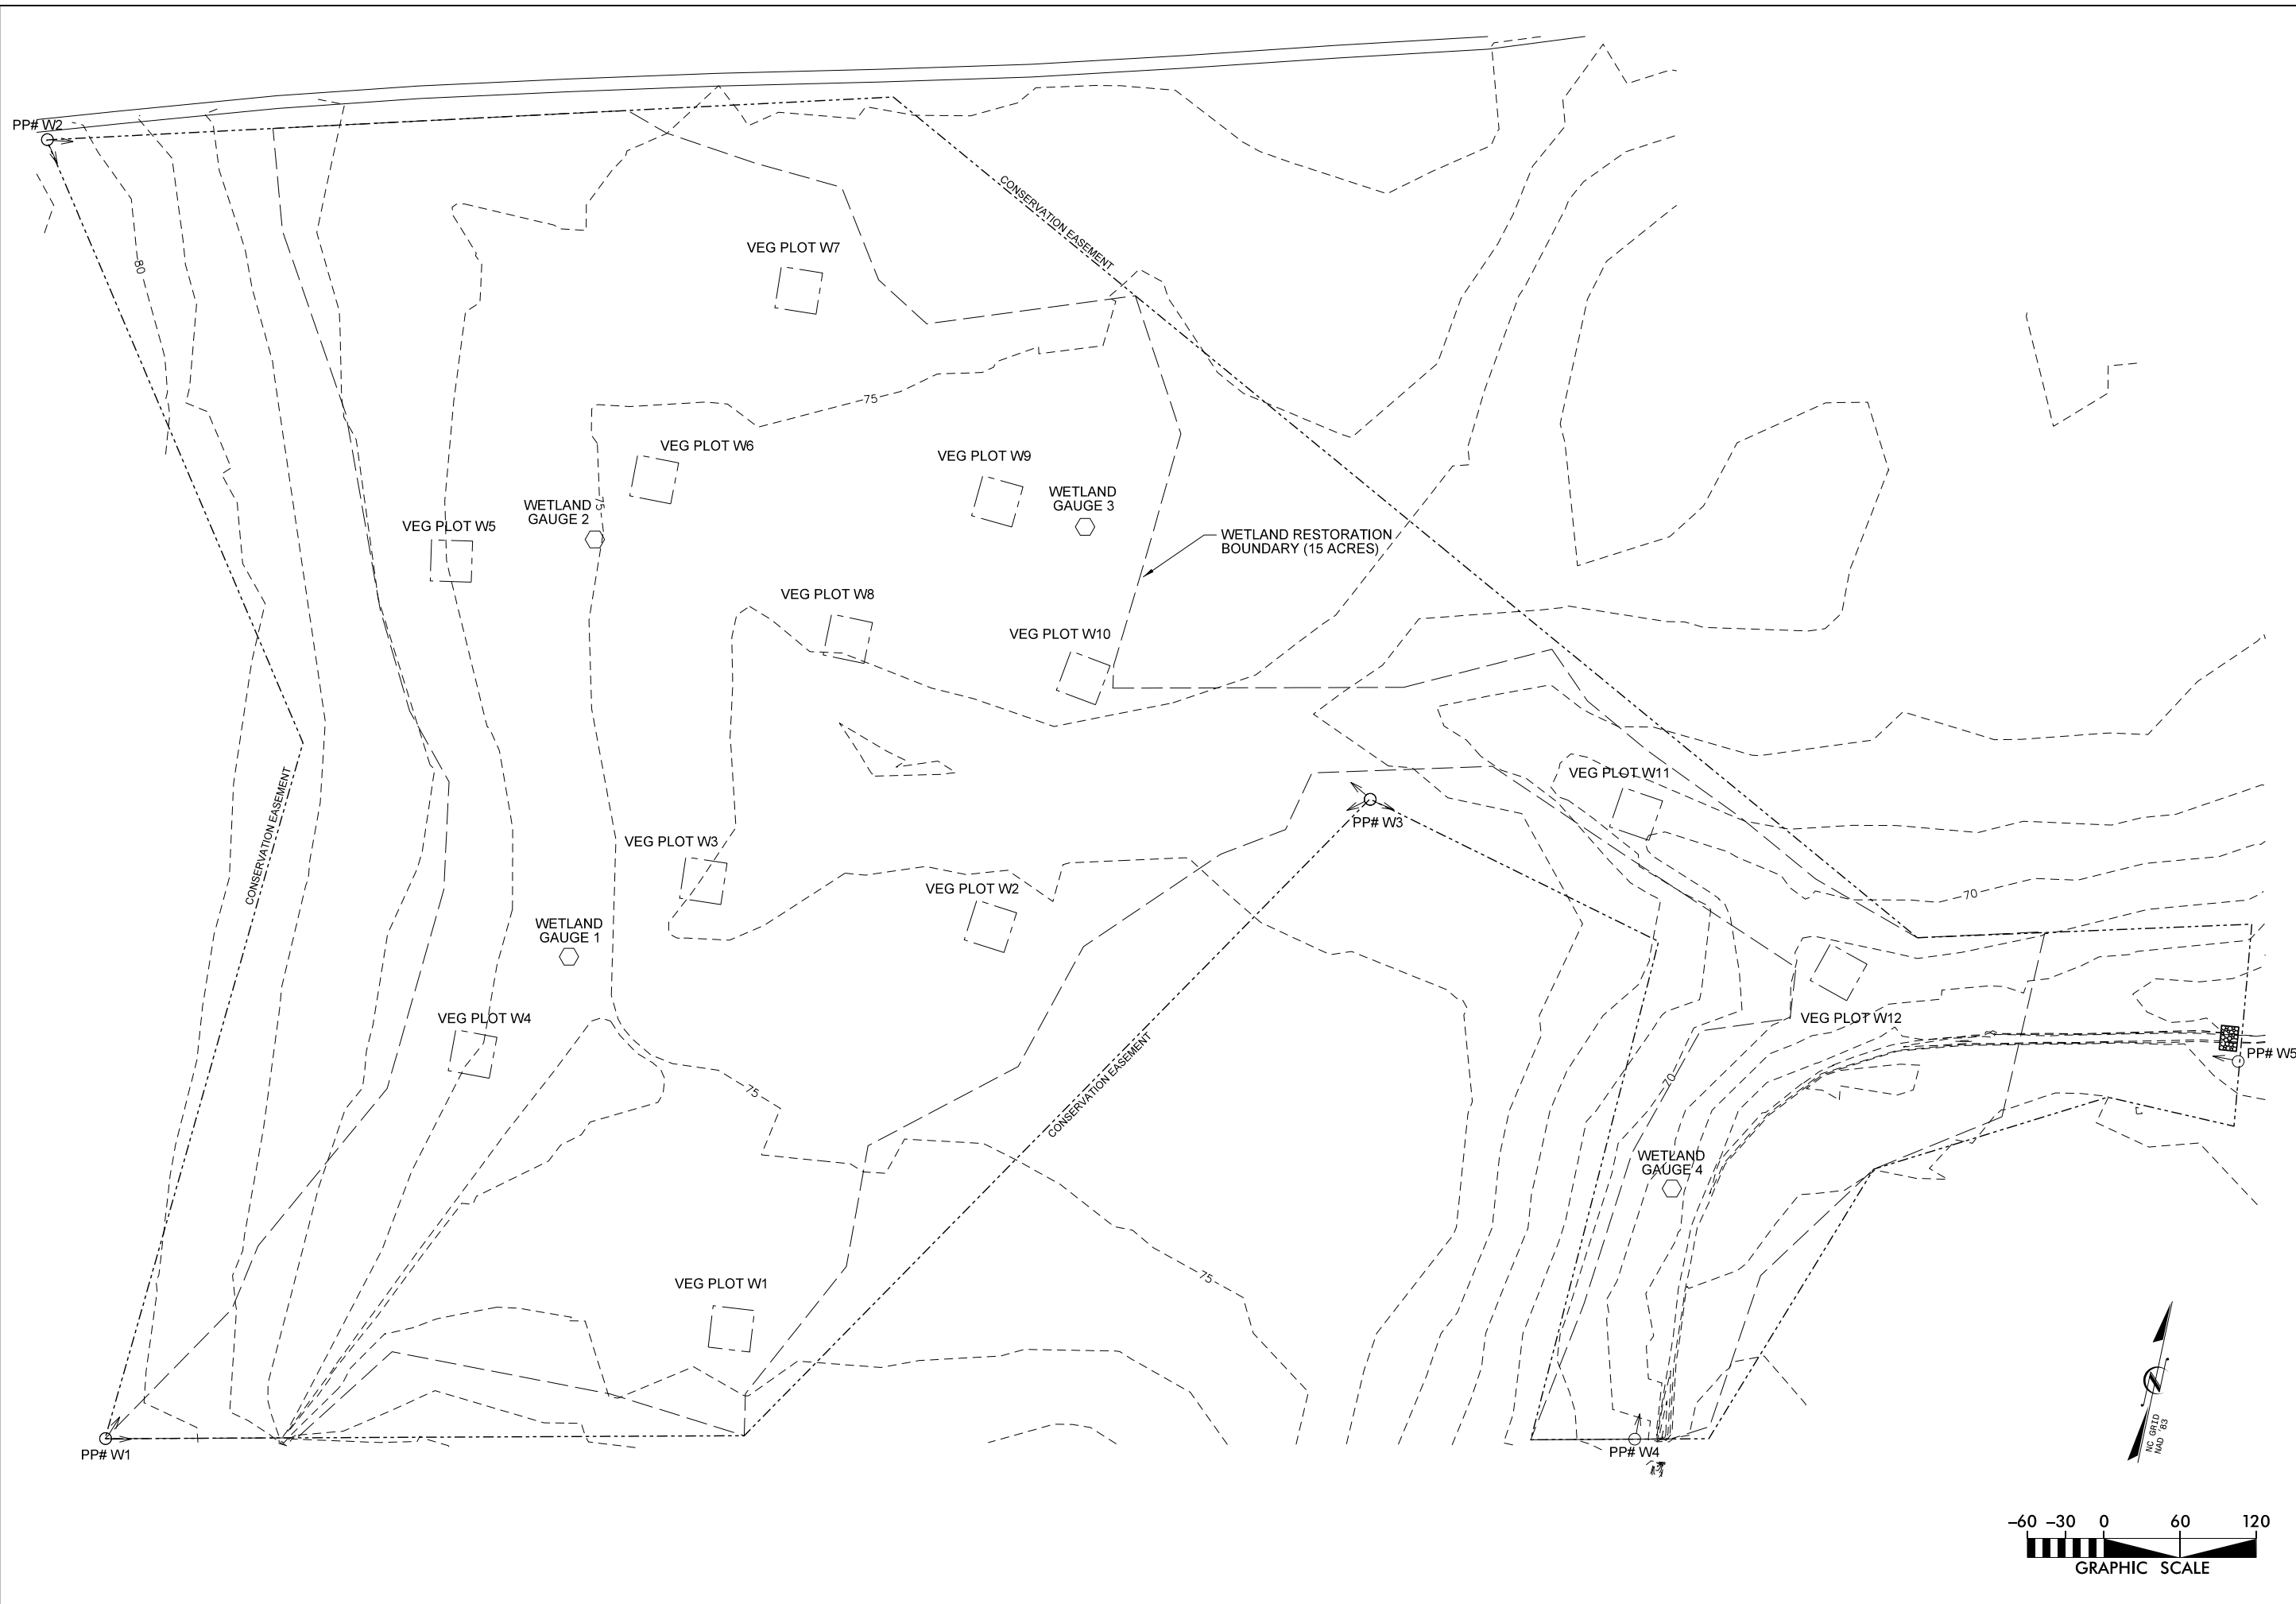 PP# W2
CONSERVATION EASEMENT
VEG PLOT W7
80
75
VEG PLOT W6
VEG PLOT W9
WETLAND
GAUGE 2
75
WETLAND
GAUGE 3
VEG PLOT W5
WETLAND RESTORATION
BOUNDARY (15 ACRES)
VEG PLOT W8
VEG PLOT W10
VEG PLOT W11
CONSERVATION EASEMENT
PP# W3
VEG PLOT W3
VEG PLOT W2
70
WETLAND
GAUGE 1
VEG PLOT W4
VEG PLOT W12
PP# W5
CONSERVATION EASEMENT
75
70
WETLAND
GAUGE 4
75
VEG PLOT W1
PP# W1
PP# W4
N
NC GRID
NAD '83
-60 -30 0 60 120
GRAPHIC SCALE